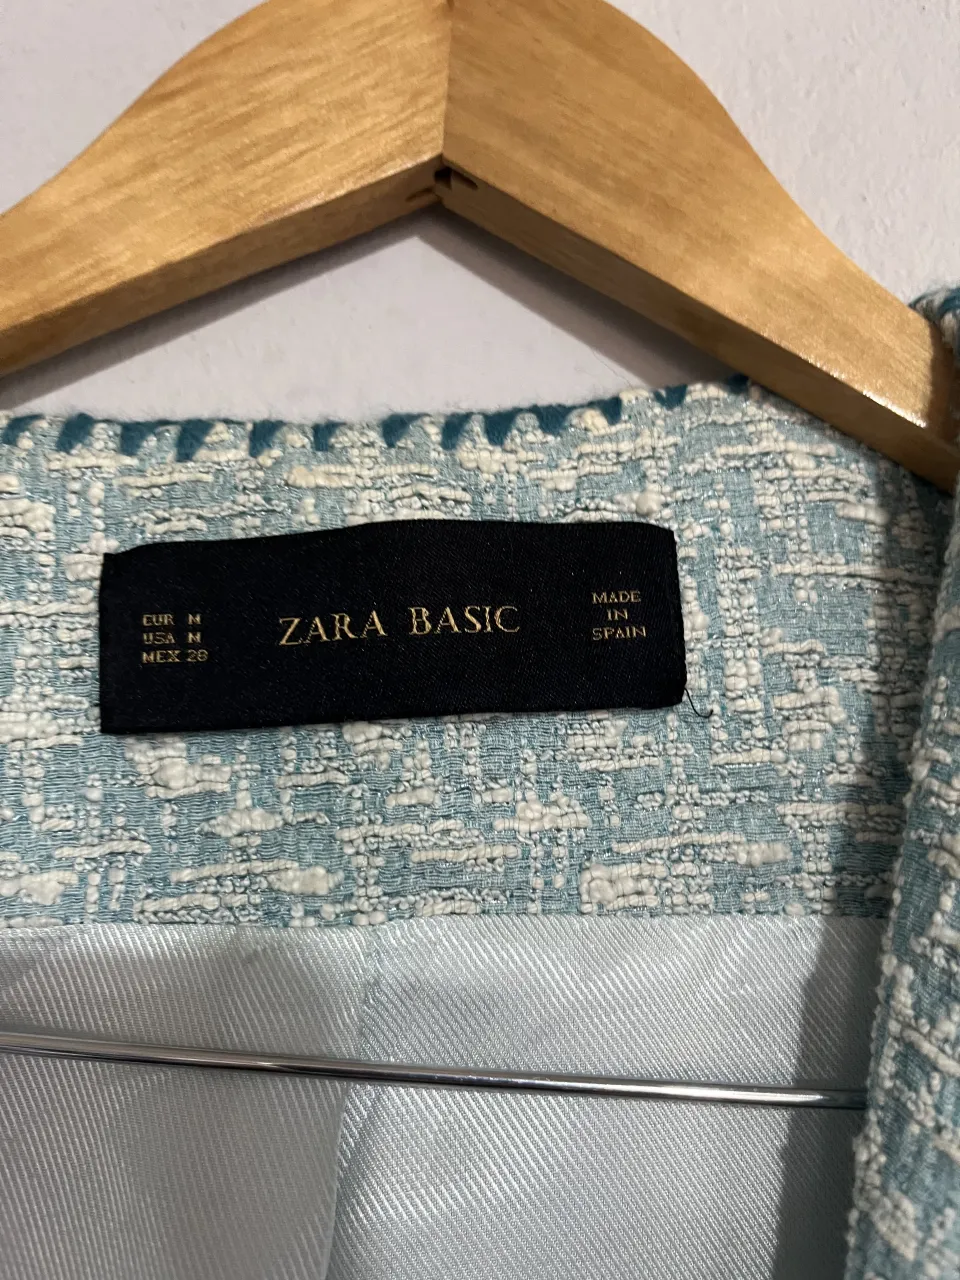 EUR M
USA M
MEX 28
ZARA BASIC
MADE
IN
SPAIN